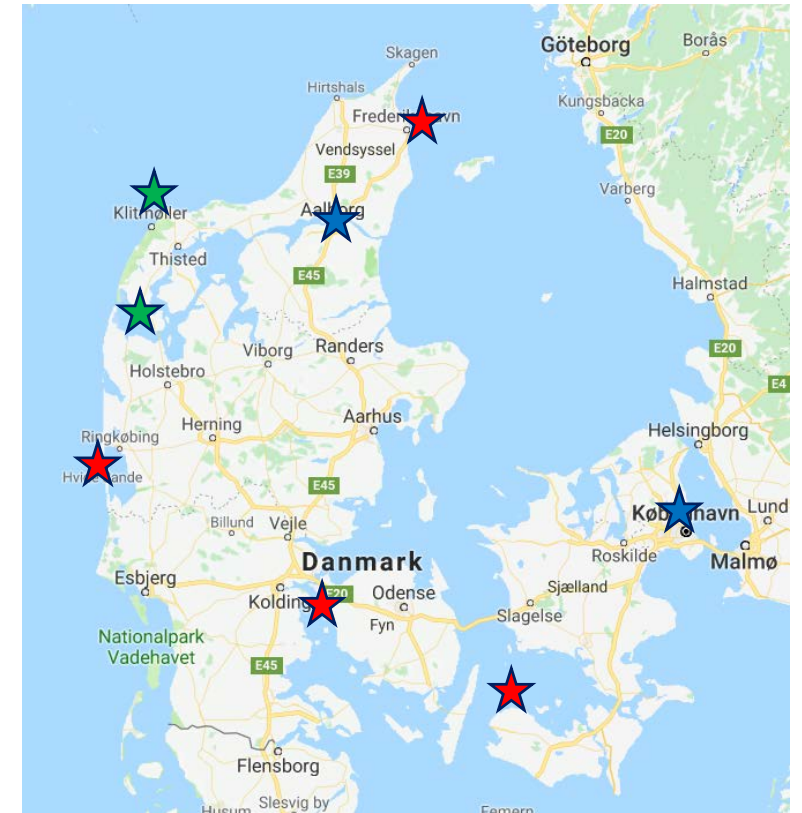 Skagen
Göteborg
Borås
Hirtshals
Kungsbacka
Frederikshavn
E20
Vendsyssel
E39
Varberg
Klitmøller
Aalborg
Thisted
E45
Halmstad
Viborg
Randers
E20
Holstebro
E4
Aarhus
Herning
Ringkøbing
Helsingborg
Hvide Sande
E45
København
Lund
Billund
Vejle
Roskilde
Malmø
Danmark
Esbjerg
Kolding
E20
Odense
Sjælland
Fyn
Slagelse
Nationalpark
Vadehavet
E45
Flensborg
Slesvig by
Husum
Femern